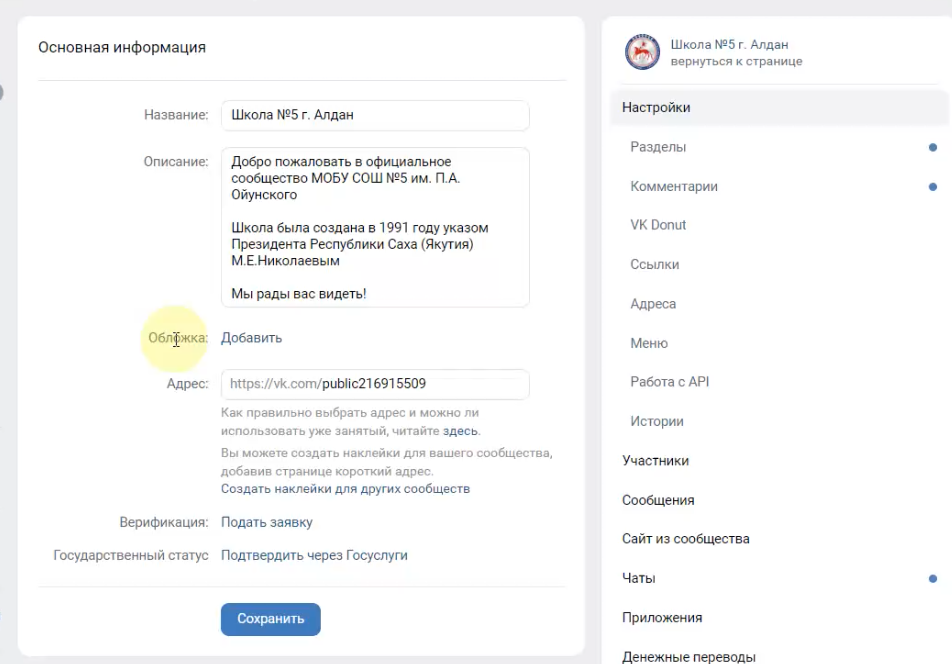 Основная информация
Название:
Школа №5 г. Алдан
Описание:
Добро пожаловать в официальное
сообщество МОБУ СОШ №5 им. П.А.
Ойунского
Школа была создана в 1991 году указом
Президента Республики Саха (Якутия)
М.Е.Николаевым
Мы рады вас видеть!
Обложка:
Добавить
Адрес:
https://vk.com/public216915509
Как правильно выбрать адрес и можно ли
использовать уже занятый, читайте здесь.
Вы можете создать наклейки для вашего сообщества,
добавив странице короткий адрес.
Создать наклейки для других сообществ
Верификация:
Подать заявку
Государственный статус
Подтвердить через Госуслуги
Сохранить
Школа №5 г. Алдан
вернуться к странице
Настройки
Разделы
Комментарии
VK Donut
Ссылки
Адреса
Меню
Работа с API
Истории
Участники
Сообщения
Сайт из сообщества
Чаты
Приложения
Денежные переводы